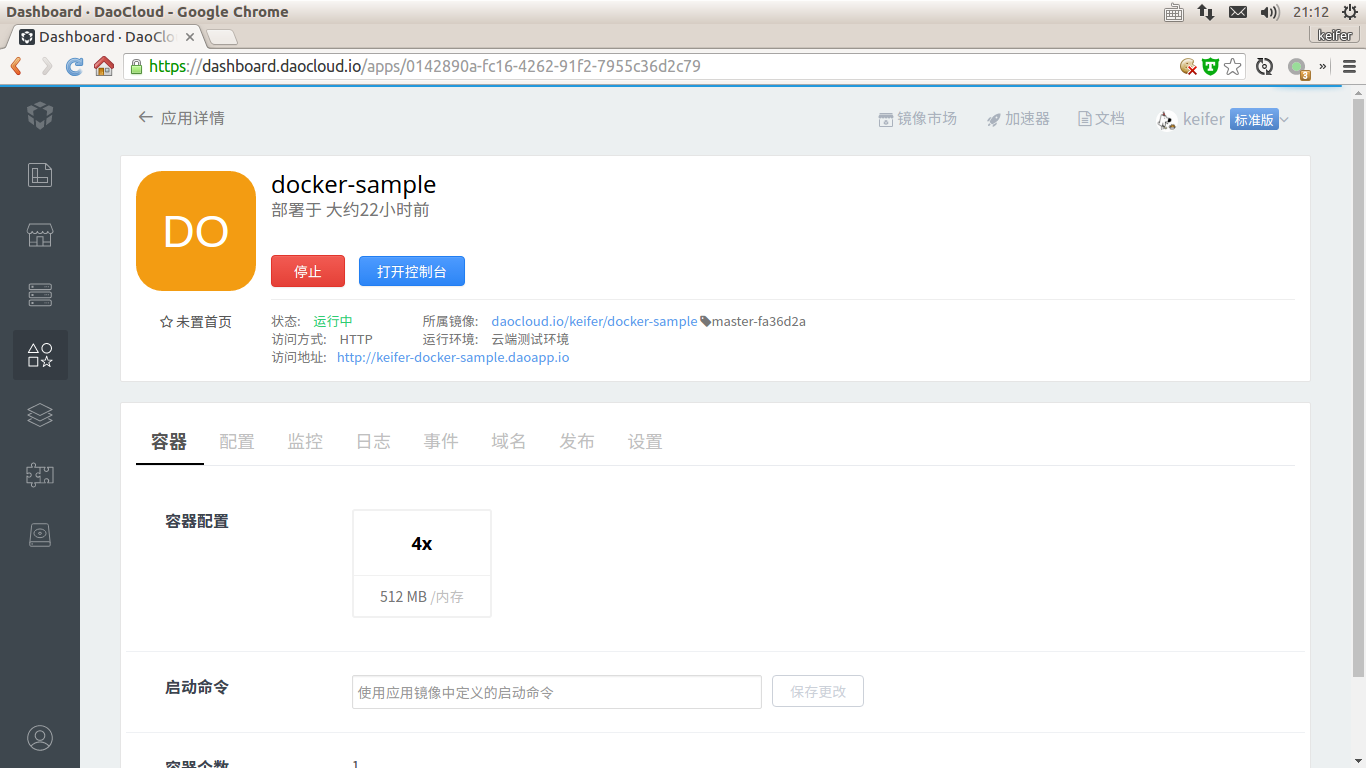 Dashboard · DaoCloud - Google Chrome
21:12
Dashboard · DaoClo
keifer
https://dashboard.daocloud.io/apps/0142890a-fc16-4262-91f2-7955c36d2c79
3
»
← 应用详情
镜像市场 加速器 文档 keifer 标准版
DO
docker-sample
部署于 大约22小时前
停止 打开控制台
未置首页
状态: 运行中 所属镜像: daocloud.io/keifer/docker-sample master-fa36d2a
访问方式: HTTP 运行环境: 云端测试环境
访问地址: http://keifer-docker-sample.daoapp.io
容器 配置 监控 日志 事件 域名 发布 设置
容器配置
4x
512 MB /内存
启动命令 使用应用镜像中定义的启动命令 保存更改
容器个数 1